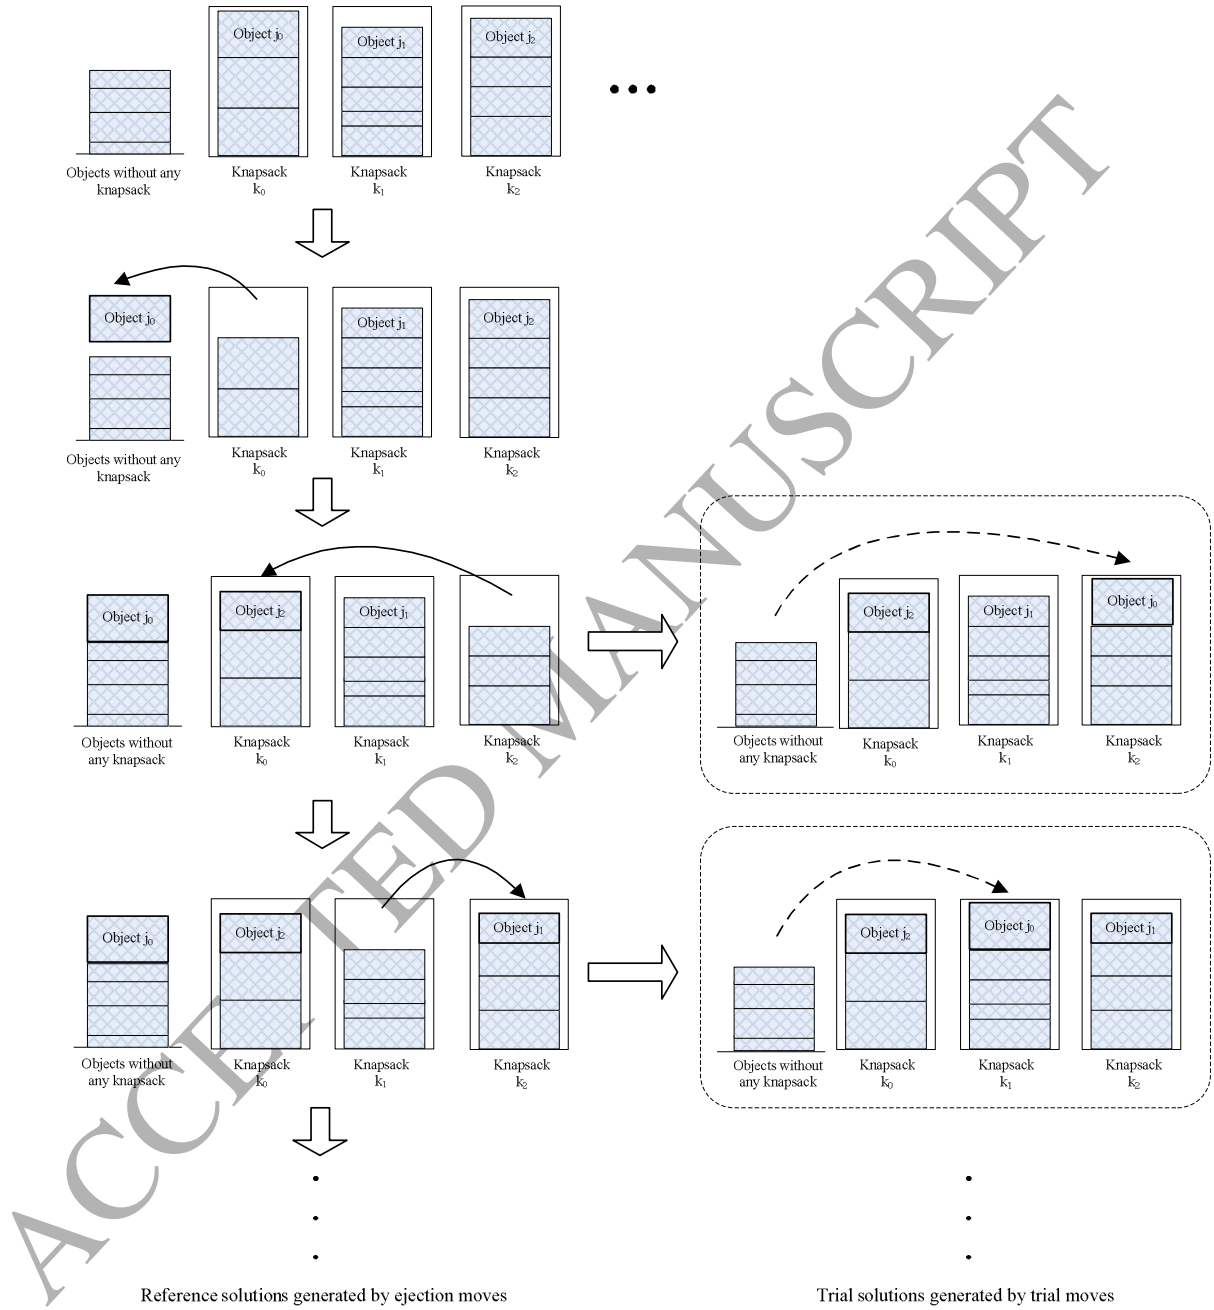 Object j₀
Object j₁
Object j₂
Objects without any
knapsack
Knapsack
k₀
Knapsack
k₁
Knapsack
k₂
Object j₀
Object j₁
Object j₂
Objects without any
knapsack
Knapsack
k₀
Knapsack
k₁
Knapsack
k₂
Object j₀
Object j₂
Object j₁
Objects without
any knapsack
Knapsack
k₀
Knapsack
k₁
Knapsack
k₂
Object j₂
Object j₁
Object j₀
Objects without
any knapsack
Knapsack
k₀
Knapsack
k₁
Knapsack
k₂
Object j₀
Object j₂
Object j₁
Objects without
any knapsack
Knapsack
k₀
Knapsack
k₁
Knapsack
k₂
Object j₂
Object j₀
Object j₁
Objects without
any knapsack
Knapsack
k₀
Knapsack
k₁
Knapsack
k₂
Reference solutions generated by ejection moves
Trial solutions generated by trial moves
ACCEPTED MANUSCRIPT